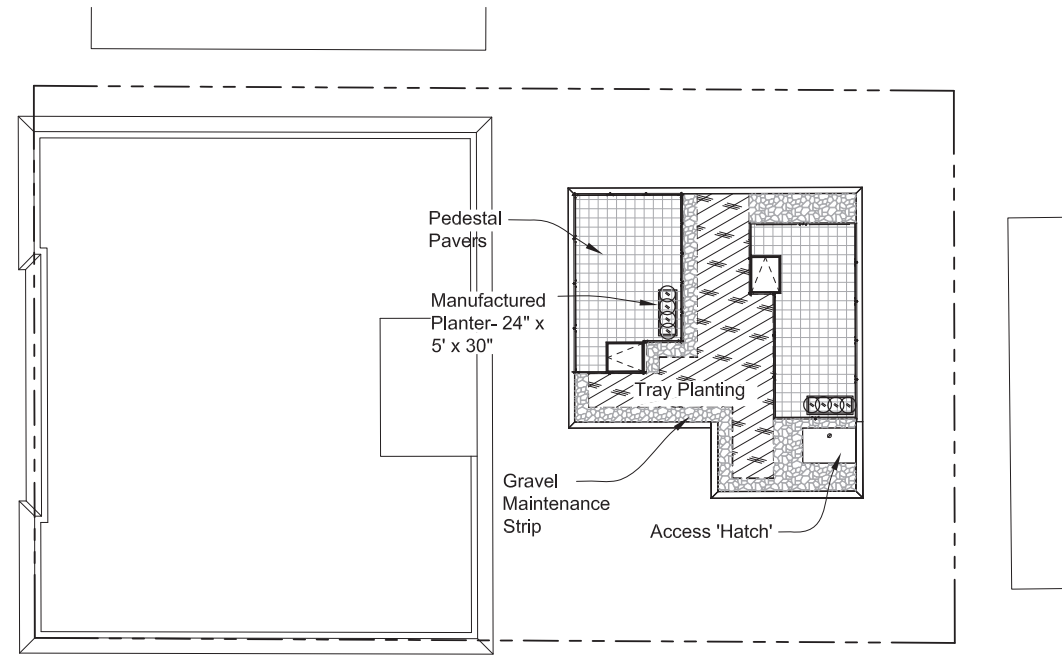 Pedestal
Pavers
Manufactured
Planter- 24" x
5' x 30"
Tray Planting
Gravel
Maintenance
Strip
Access 'Hatch'